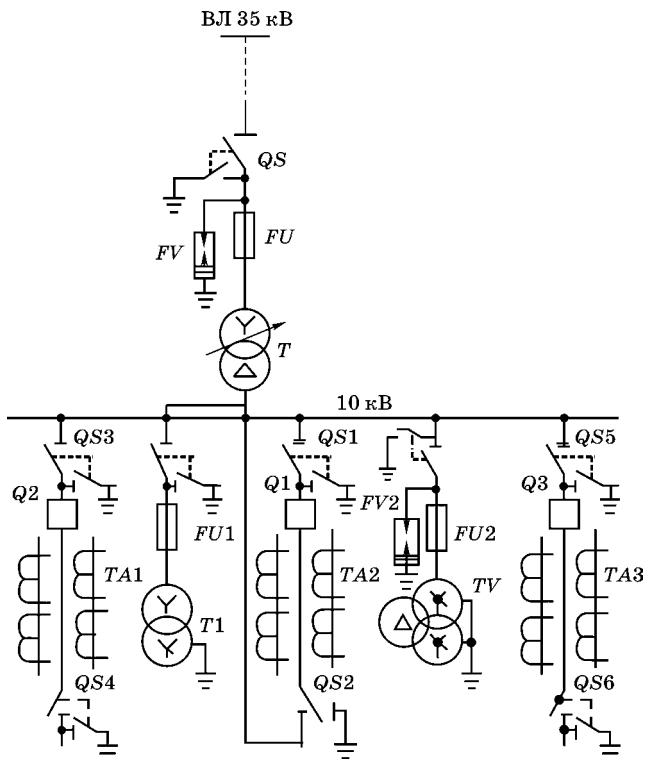 ВЛ 35 кВ
QS
FV
FU
T
10 кВ
QS3
QS1
QS5
Q2
Q1
Q3
FV2
FU1
FU2
TA1
TA2
TV
TA3
T1
QS4
QS2
QS6